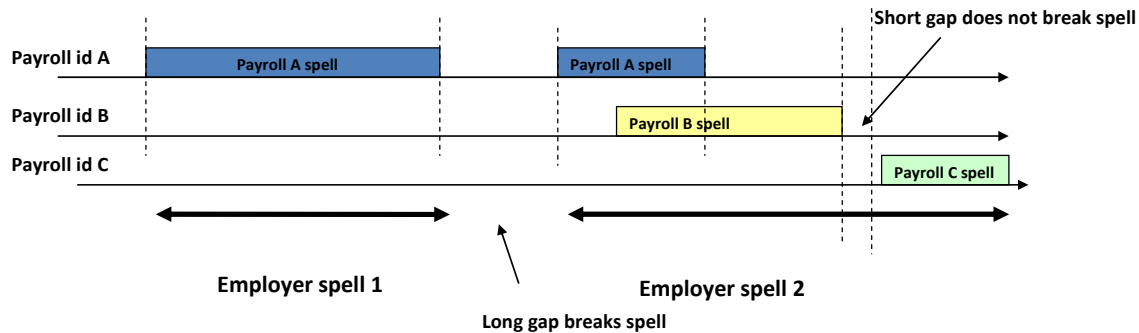 Short gap does not break spell
Payroll id A
Payroll A spell
Payroll A spell
Payroll id B
Payroll B spell
Payroll id C
Payroll C spell
Employer spell 1
Employer spell 2
Long gap breaks spell